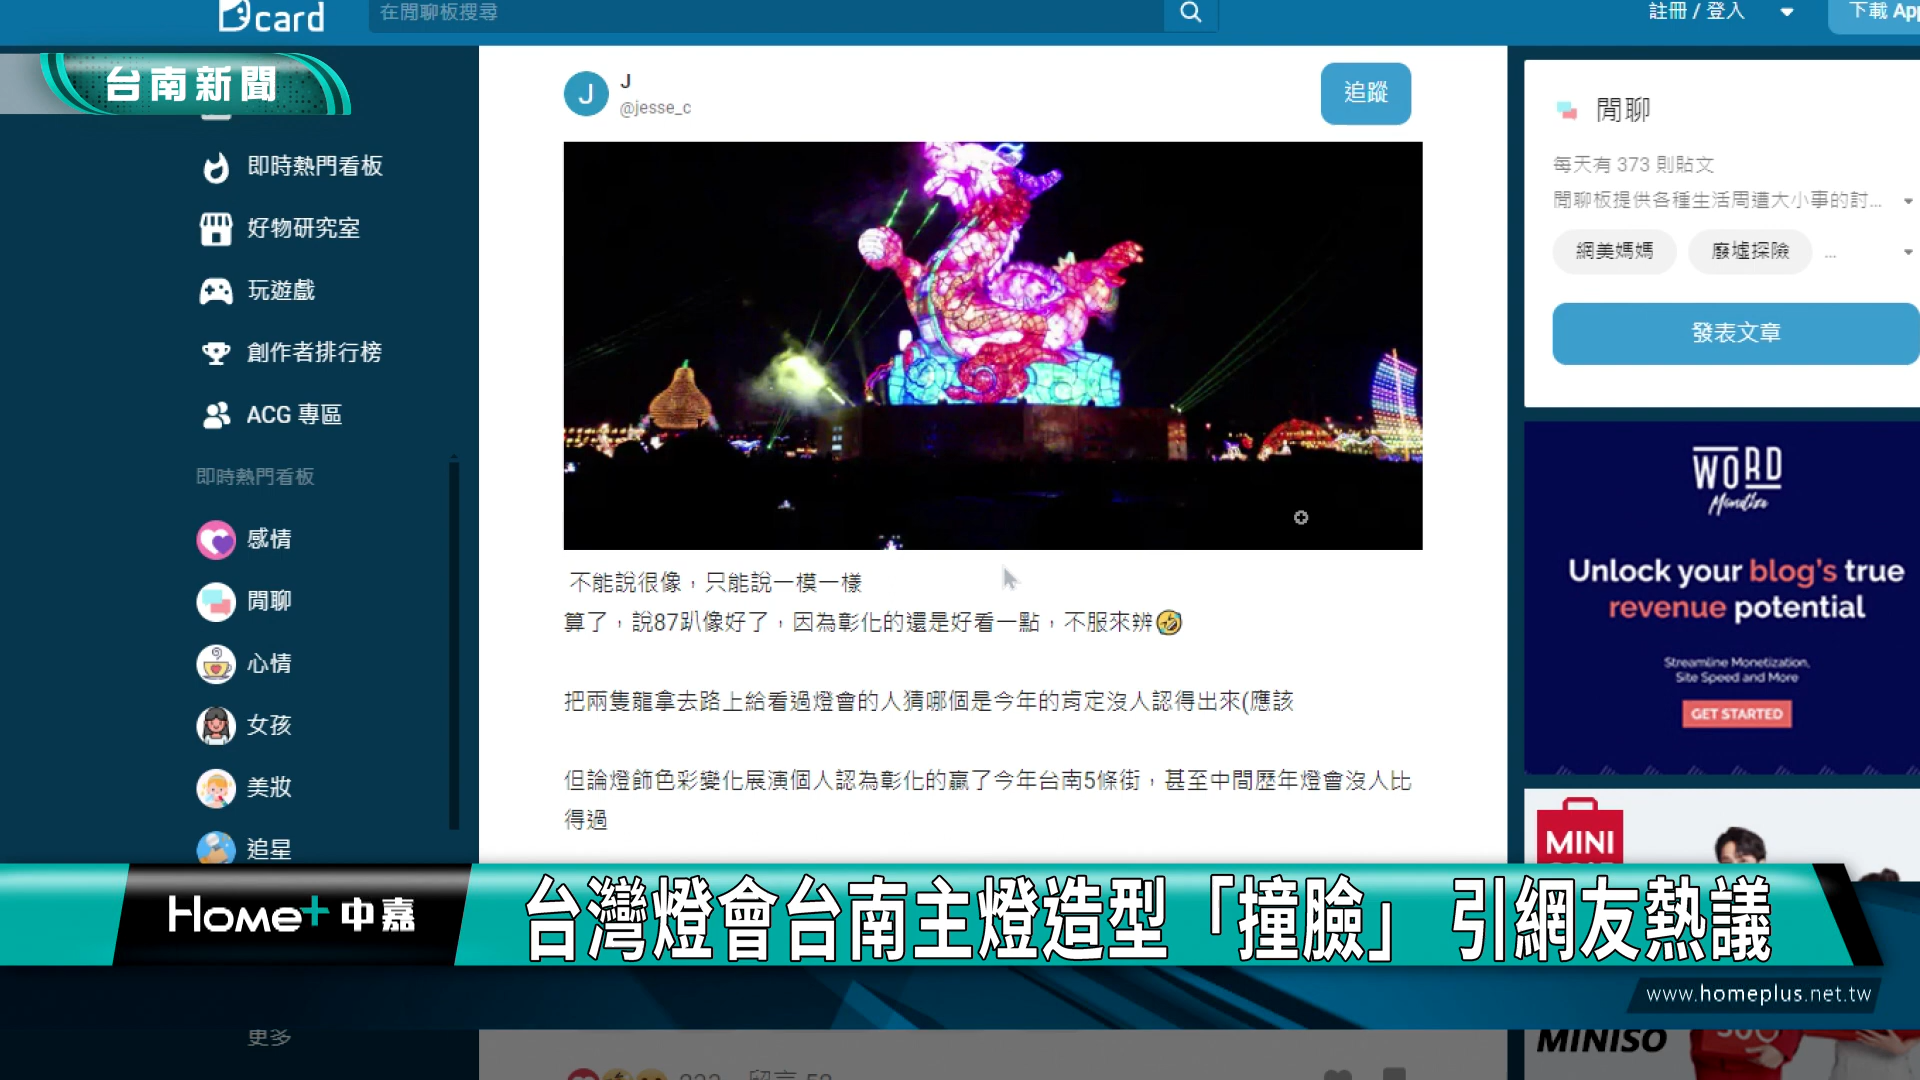 Dcard
在閒聊板搜尋
註冊 / 登入
下載 App
台南新聞
即時熱門看板
好物研究室
玩遊戲
創作者排行榜
ACG 專區
即時熱門看板
感情
閒聊
心情
女孩
美妝
追星
更多
J
J
@jesse_c
追蹤
不能說很像，只能說一模一樣
算了，說87趴像好了，因為彰化的還是好看一點，不服來辨🤣
把兩隻龍拿去路上給看過燈會的人猜哪個是今年的肯定沒人認得出來(應該
但論燈飾色彩變化展演個人認為彰化的贏了今年台南5條街，甚至中間歷年燈會沒人比
得過
閒聊
每天有 373 則貼文
閒聊板提供各種生活周遭大小事的討...
網美媽媽
廢墟探險
...
發表文章
WORD
Monetize
Unlock your blog's true
revenue potential
Streamline Monetization,
Site Speed and More
GET STARTED
MINI
Home+ 中嘉
台灣燈會台南主燈造型「撞臉」 引網友熱議
www.homeplus.net.tw
MINISO